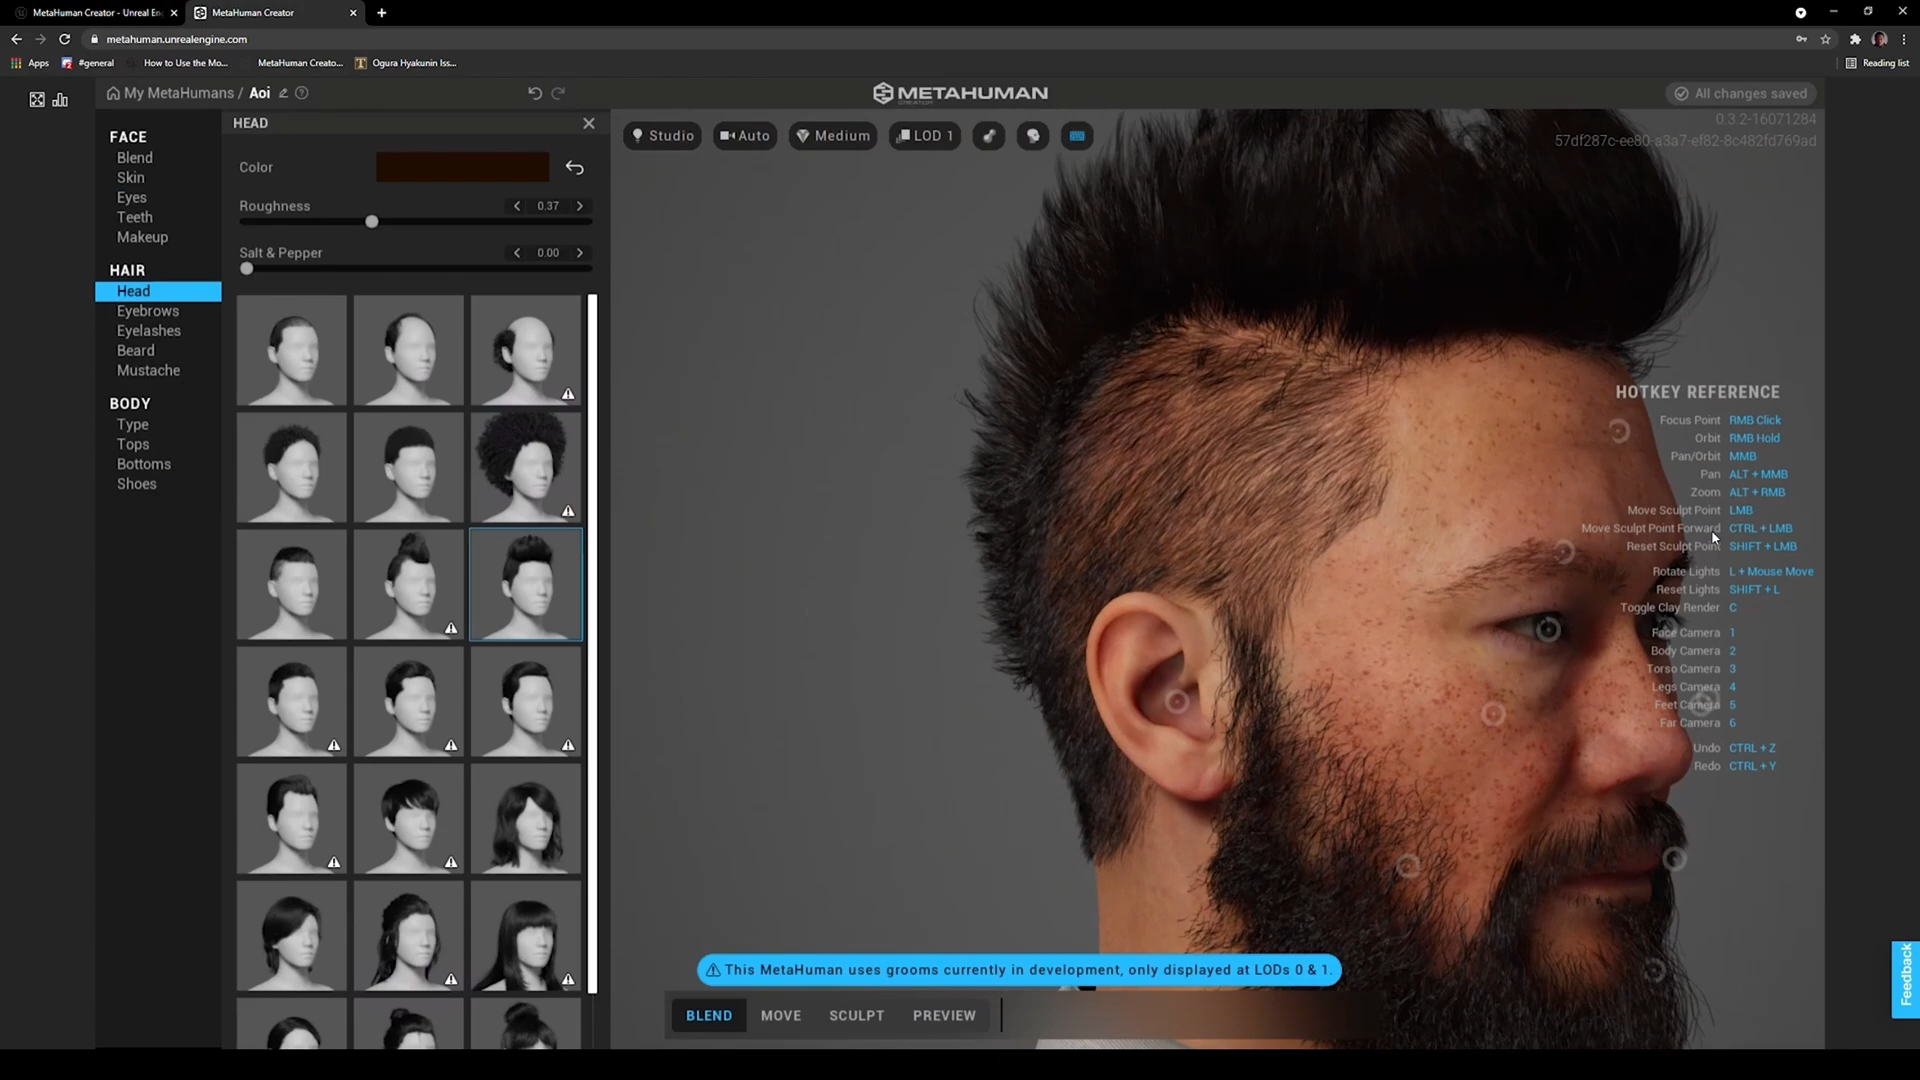 MetaHuman Creator - Unreal En
MetaHuman Creator
metahuman.unrealengine.com
Apps
#general
How to Use the Mo...
MetaHuman Creato...
Ogura Hyakunin Iss...
Reading list
My MetaHumans / Aoi
METAHUMAN
CREATOR
All changes saved
FACE
Blend
Skin
Eyes
Teeth
Makeup
HAIR
Head
Eyebrows
Eyelashes
Beard
Mustache
BODY
Type
Tops
Bottoms
Shoes
HEAD
Color
Roughness
0.37
Salt & Pepper
0.00
Studio
Auto
Medium
LOD 1
0.3.2-16071284
57df287c-ee80-a3a7-ef82-8c482fd769ad
HOTKEY REFERENCE
Focus Point RMB Click
Orbit RMB Hold
Pan/Orbit MMB
Pan ALT + MMB
Zoom ALT + RMB
Move Sculpt Point LMB
Move Sculpt Point Forward CTRL + LMB
Reset Sculpt Point SHIFT + LMB
Rotate Lights L + Mouse Move
Reset Lights SHIFT + L
Toggle Clay Render C
Face Camera 1
Body Camera 2
Torso Camera 3
Legs Camera 4
Feet Camera 5
Far Camera 6
Undo CTRL + Z
Redo CTRL + Y
This MetaHuman uses grooms currently in development, only displayed at LODs 0 & 1.
BLEND
MOVE
SCULPT
PREVIEW
Feedback